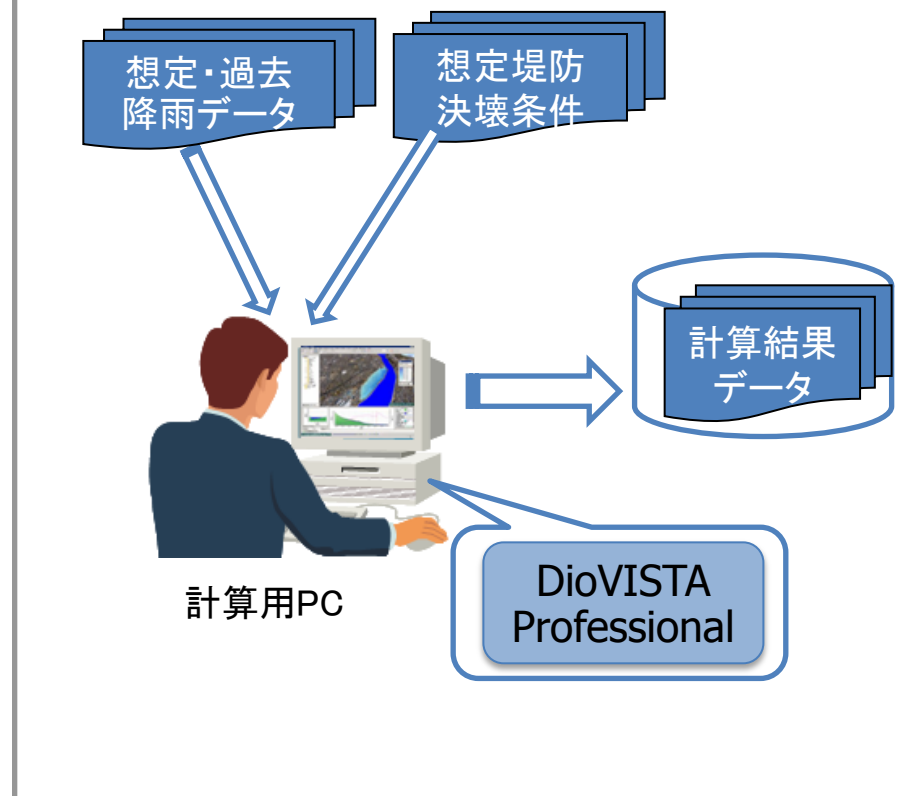 想定・過去
降雨データ
想定堤防
決壊条件
計算結果
データ
計算用PC
DioVISTA
Professional